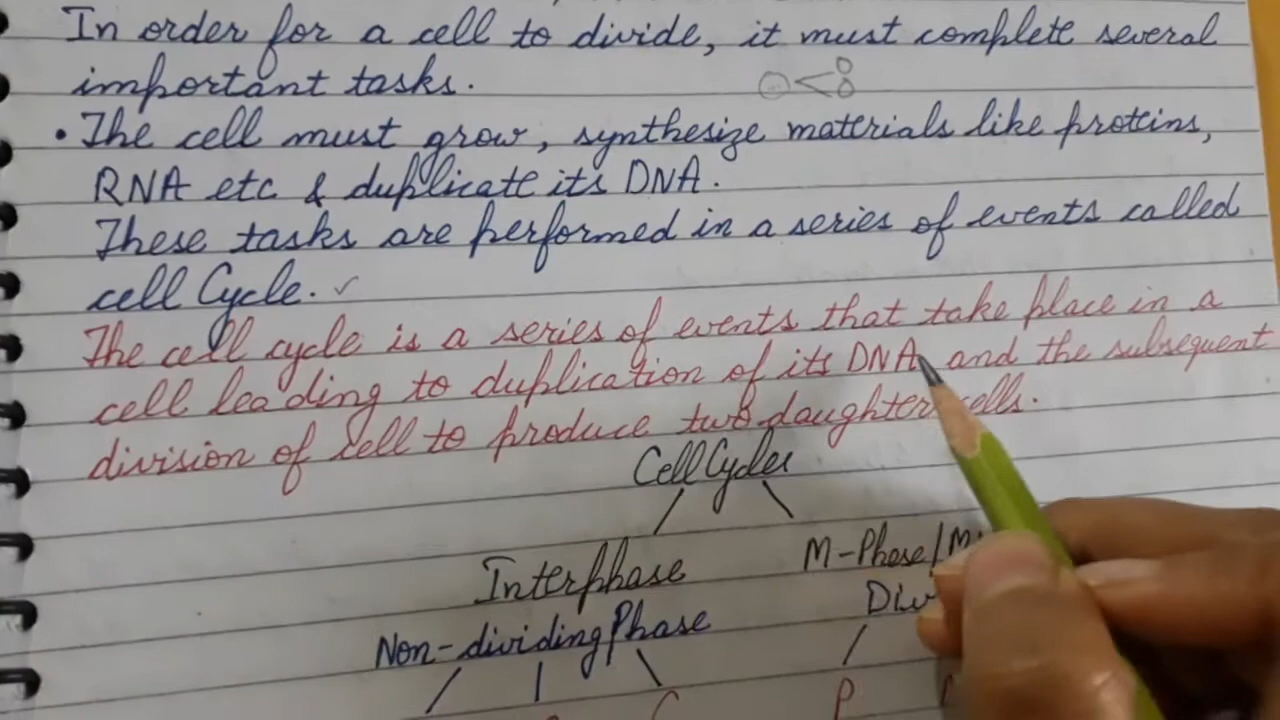 In order for a cell to divide, it must complete several
important tasks.
• The cell must grow, synthesize materials like proteins,
RNA etc & duplicate its DNA.
These tasks are performed in a series of events called
cell Cycle. ✓
The cell cycle is a series of events that take place in a
cell leading to duplication of its DNA and the subsequent
division of cell to produce two daughter cells.
Cell Cycle
Interphase M-Phase/M
Non-dividing Phase Div
P